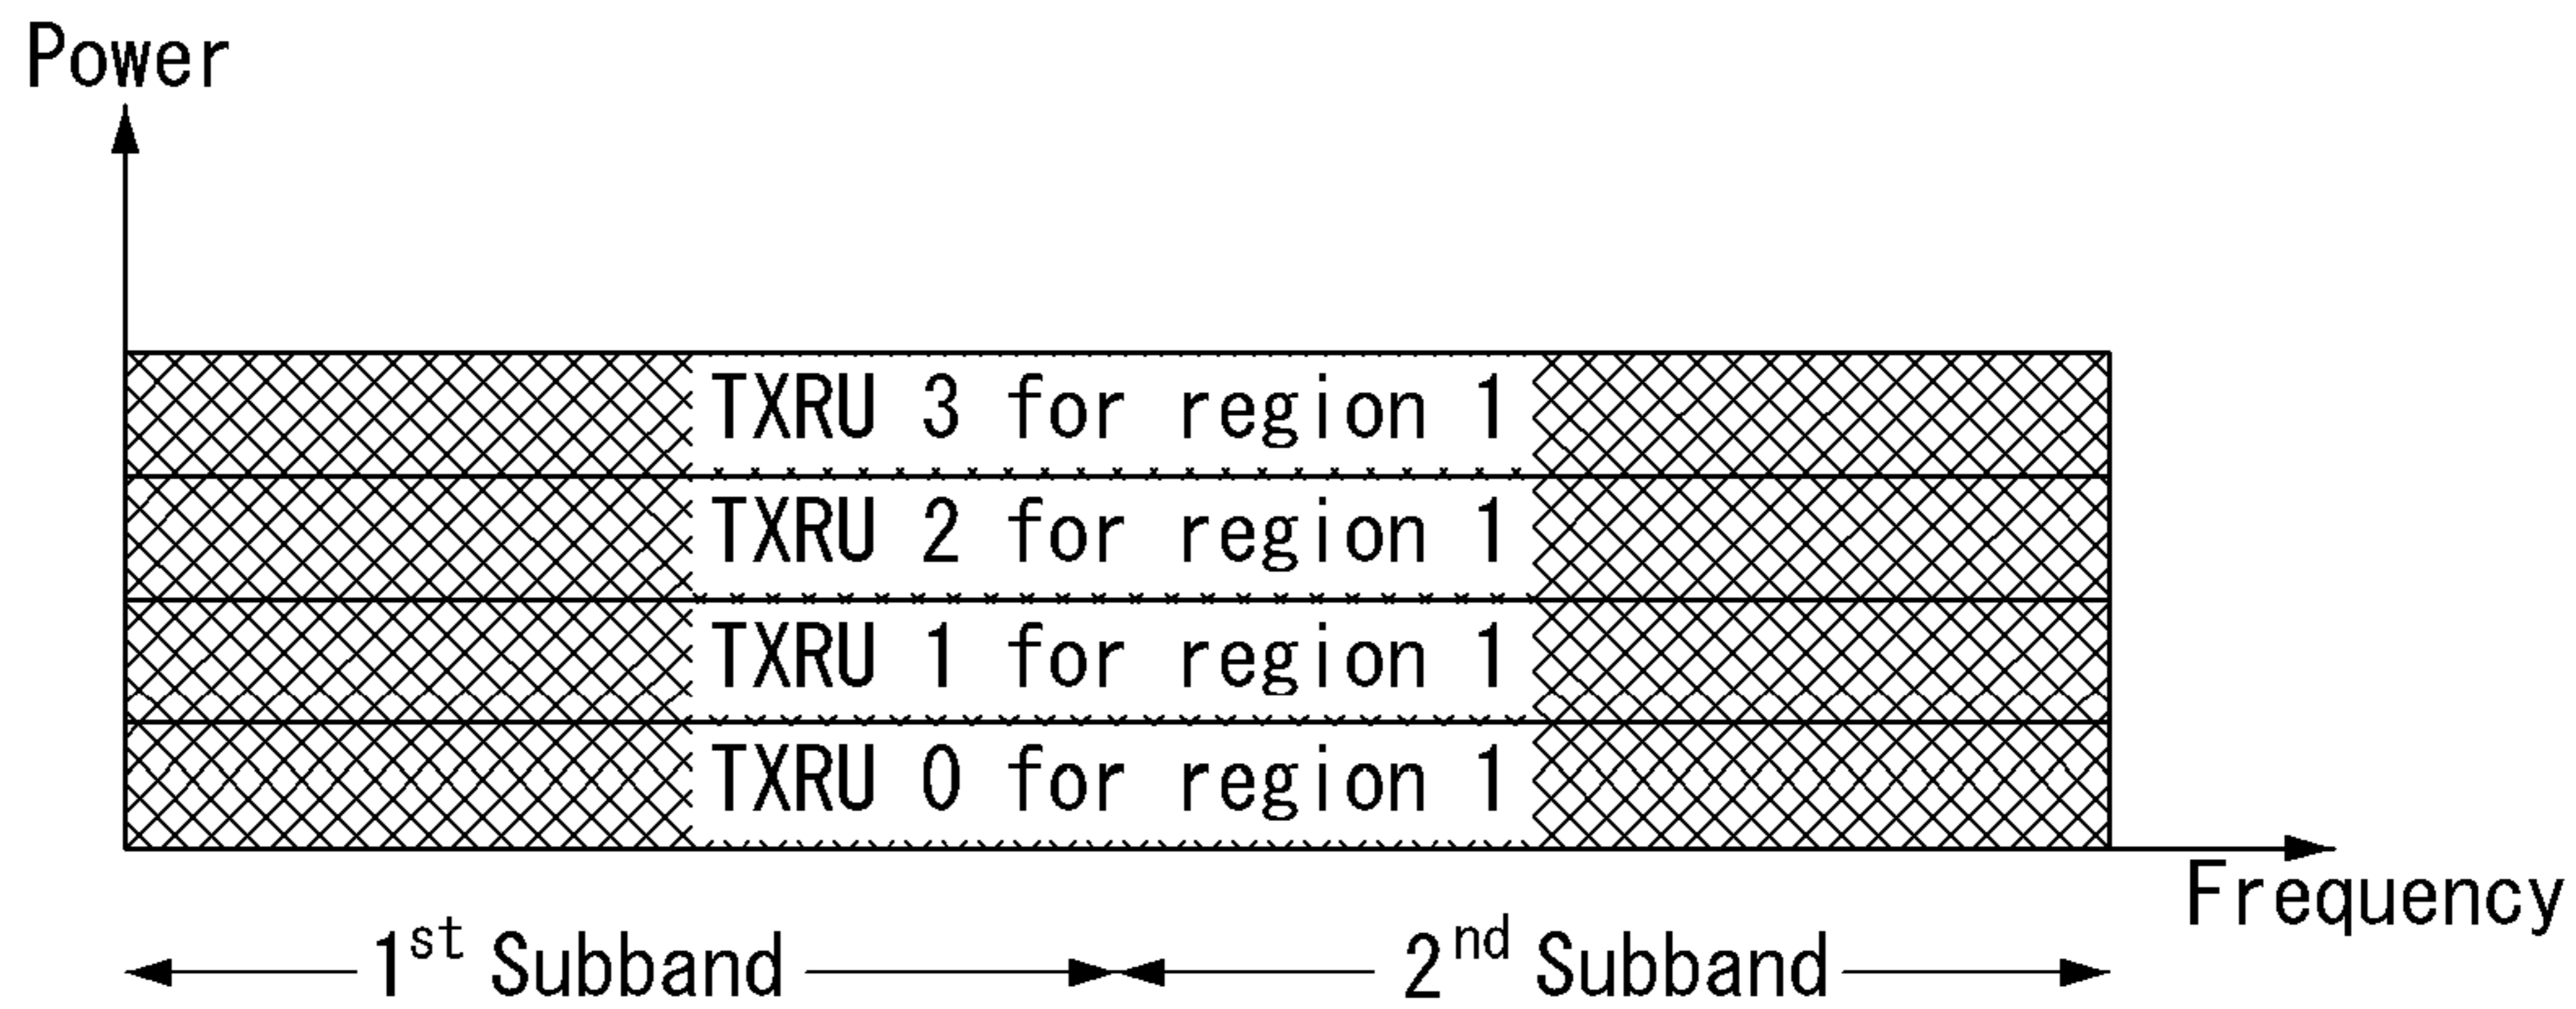 Power
TXRU 3 for region 1
TXRU 2 for region 1
TXRU 1 for region 1
TXRU 0 for region 1
Frequency
1st Subband
2nd Subband